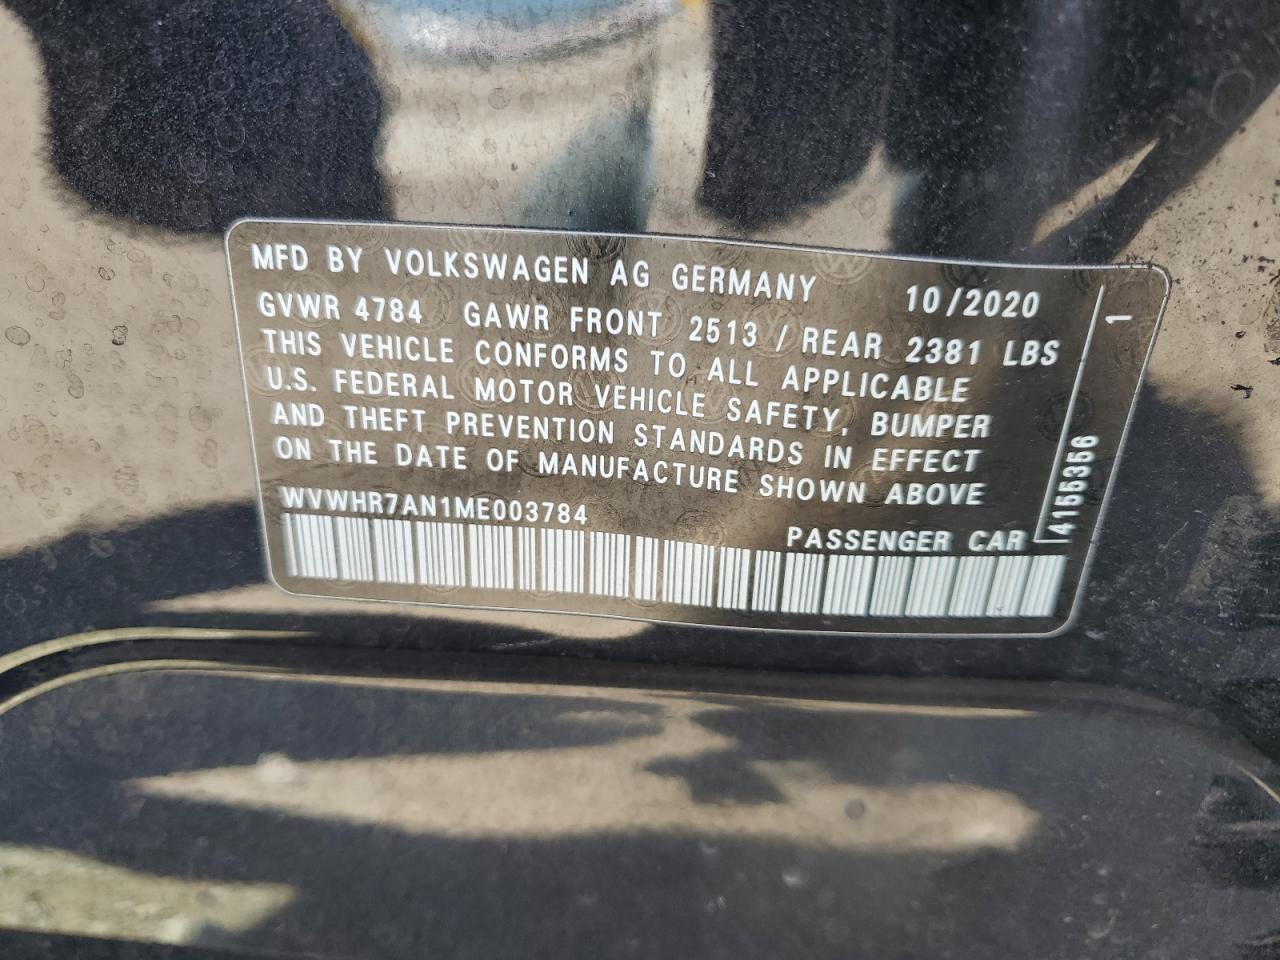 MFD BY VOLKSWAGEN AG GERMANY 10/2020
GVWR 4784 GAWR FRONT 2513 / REAR 2381 LBS
THIS VEHICLE CONFORMS TO ALL APPLICABLE
U.S. FEDERAL MOTOR VEHICLE SAFETY, BUMPER
AND THEFT PREVENTION STANDARDS IN EFFECT
ON THE DATE OF MANUFACTURE SHOWN ABOVE
WVWHR7AN1ME003784
PASSENGER CAR
4155356
1